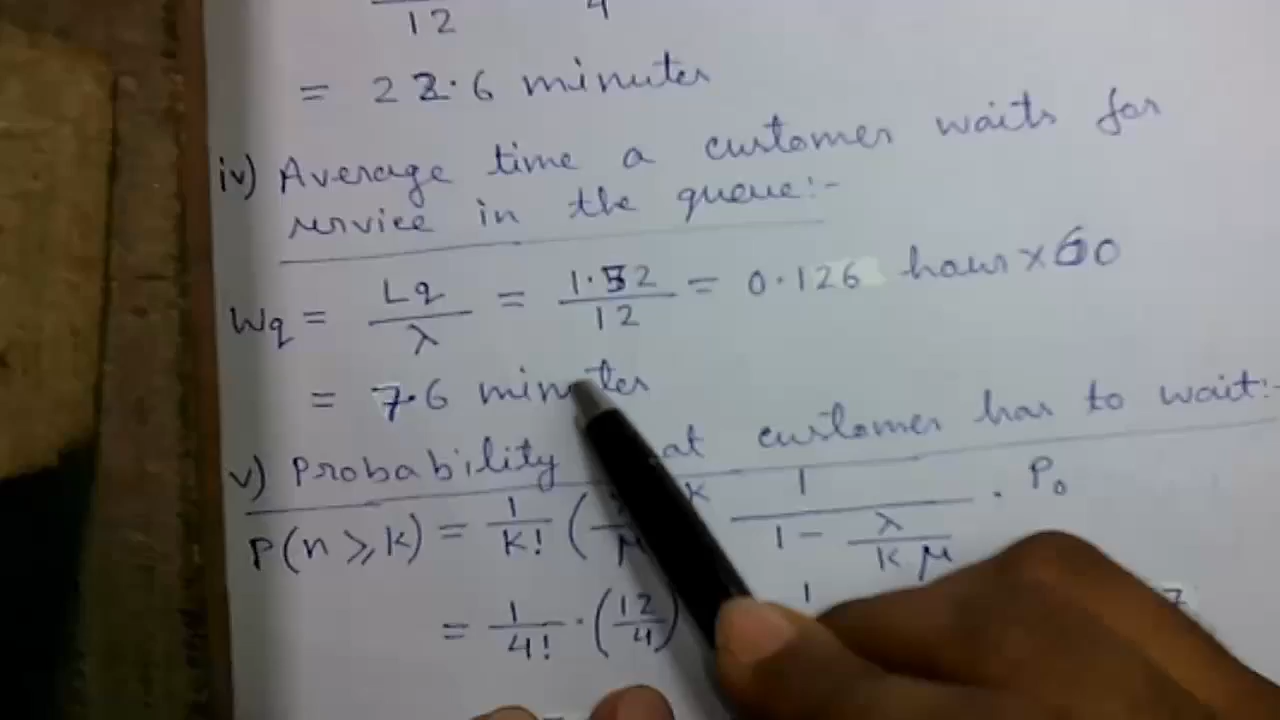 12 4
= 22.6 minutes
iv) Average time a customer waits for
service in the queue:-
Wq = Lq/λ = 1.52/12 = 0.126 hours × 60
= 7.6 minutes
v) Probability that customer has to wait:-
P(n ≥ k) = 1/k! (λ/μ)^k 1/(1 - λ/kμ) . P₀
= 1/4! . (12/4) 1